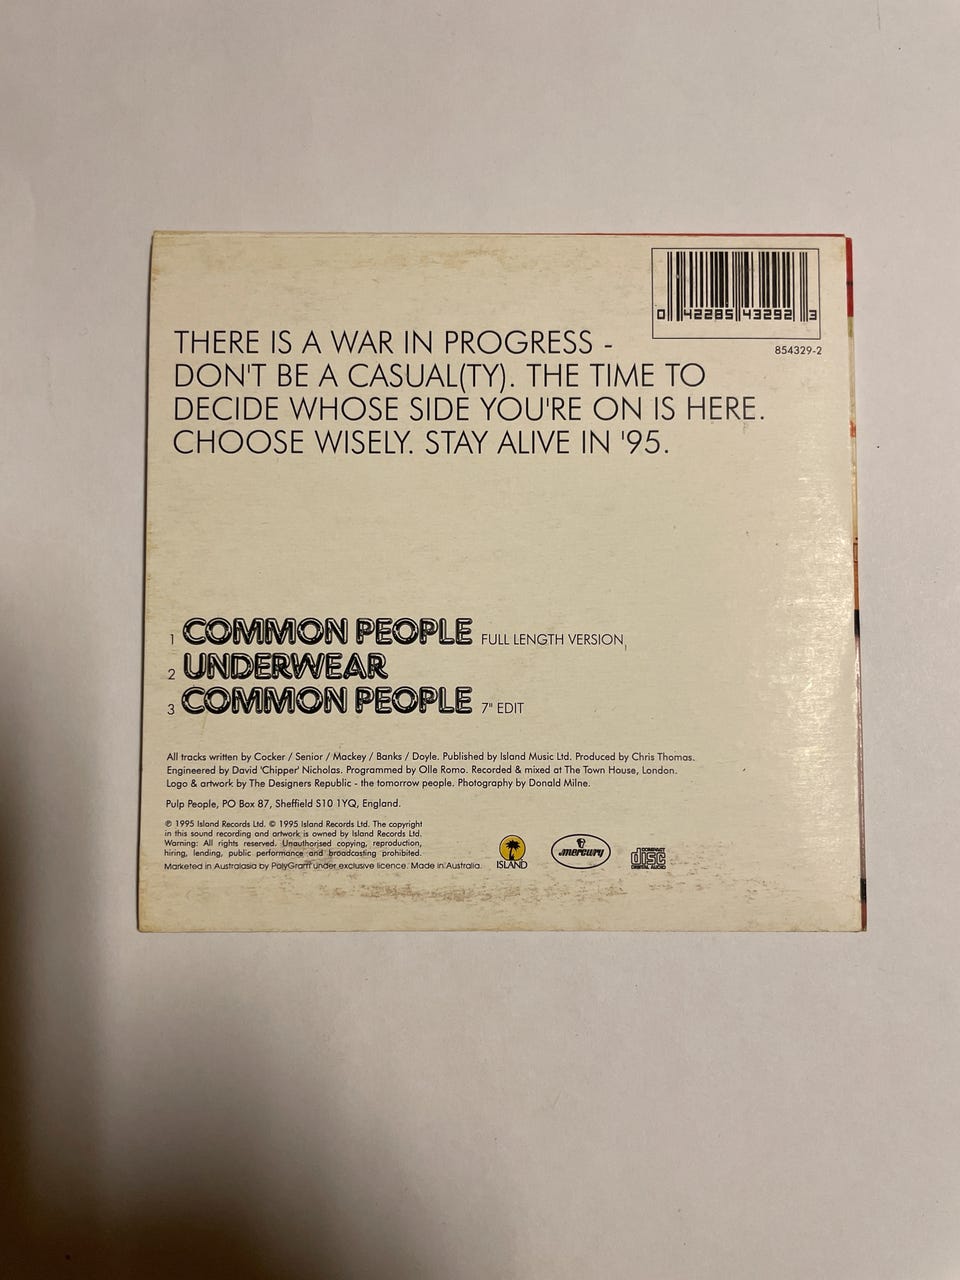 0 42285 43292 3
854329-2
THERE IS A WAR IN PROGRESS -
DON'T BE A CASUAL(TY). THE TIME TO
DECIDE WHOSE SIDE YOU'RE ON IS HERE.
CHOOSE WISELY. STAY ALIVE IN '95.
1 COMMON PEOPLE FULL LENGTH VERSION
2 UNDERWEAR
3 COMMON PEOPLE 7" EDIT
All tracks written by Cocker / Senior / Mackey / Banks / Doyle. Published by Island Music Ltd. Produced by Chris Thomas.
Engineered by David 'Chipper' Nicholas. Programmed by Olle Romo. Recorded & mixed at The Town House, London.
Logo & artwork by The Designers Republic - the tomorrow people. Photography by Donald Milne.
Pulp People, PO Box 87, Sheffield S10 1YQ, England.
℗ 1995 Island Records Ltd. © 1995 Island Records Ltd. The copyright
in this sound recording and artwork is owned by Island Records Ltd.
Warning: All rights reserved. Unauthorised copying, reproduction,
hiring, lending, public performance and broadcasting prohibited.
Marketed in Australasia by PolyGram under exclusive licence. Made in Australia.
ISLAND
mercury
COMPACT
disc
DIGITAL AUDIO